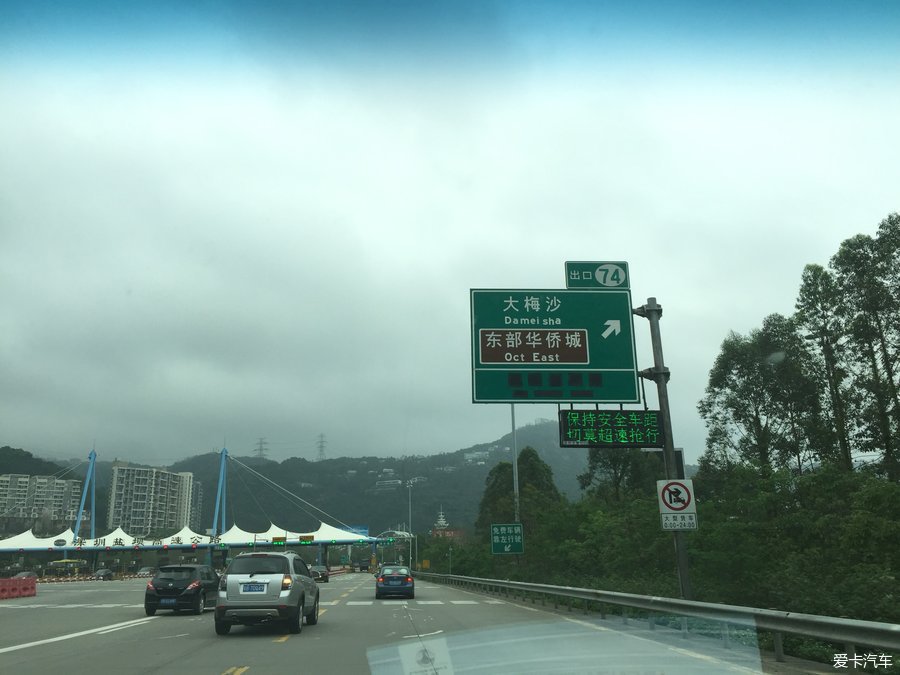 出口 74
大梅沙
Dameisha
东部华侨城
Oct East
保持安全车距
切莫超速抢行
大型货车
0:00-24:00
免费车辆
靠左行驶
深圳盐坝高速公路
爱卡汽车